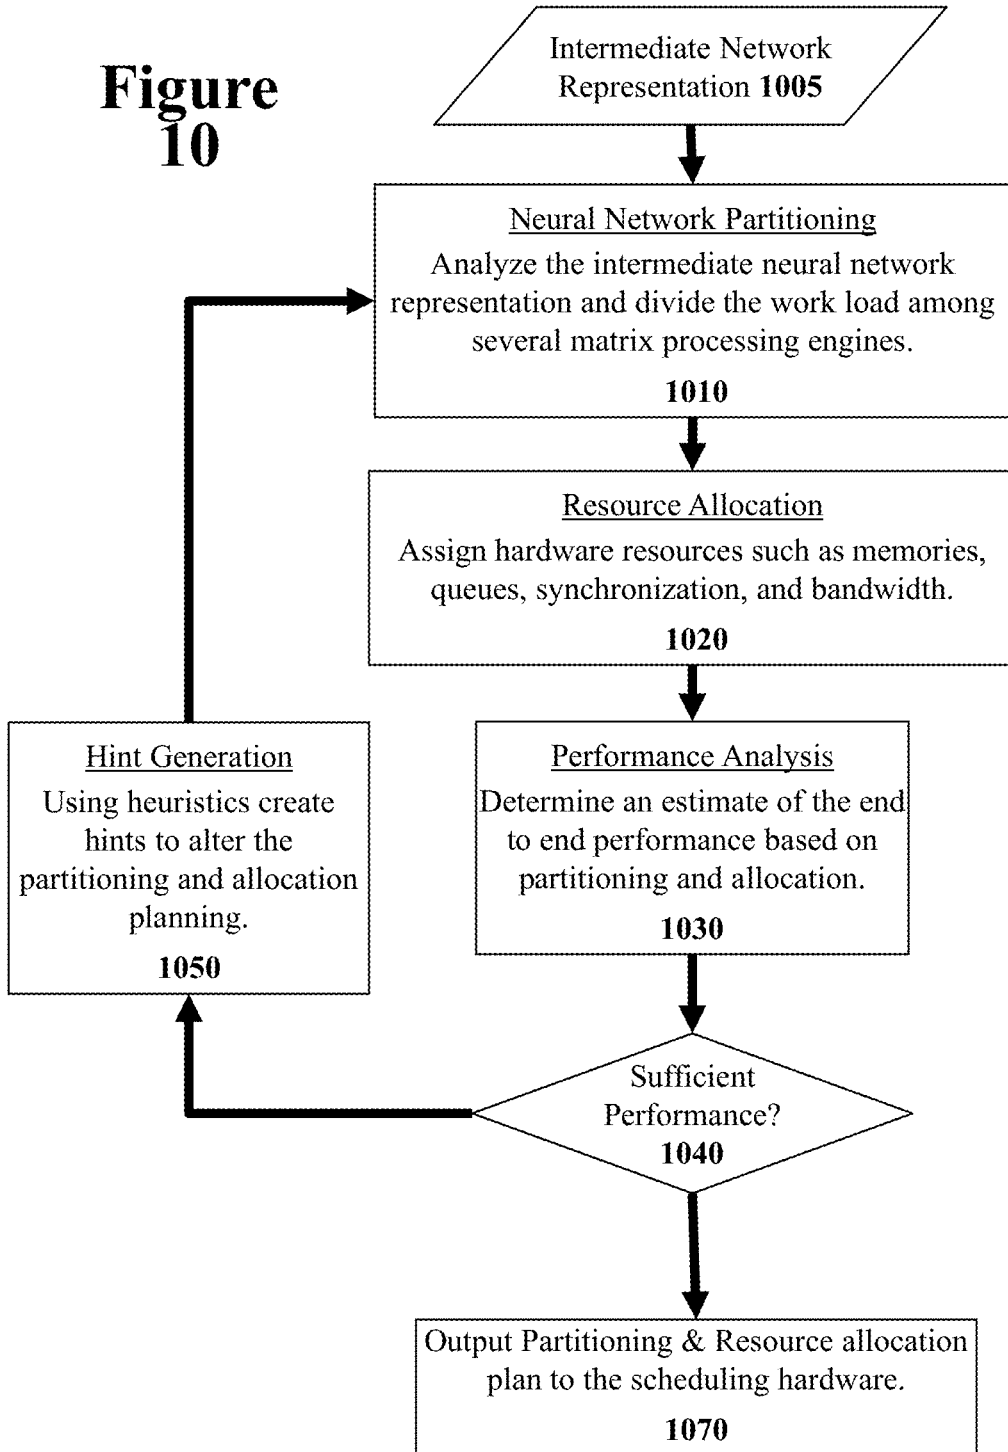 Figure
10
Intermediate Network
Representation 1005
Neural Network Partitioning
Analyze the intermediate neural network
representation and divide the work load among
several matrix processing engines.
1010
Resource Allocation
Assign hardware resources such as memories,
queues, synchronization, and bandwidth.
1020
Hint Generation
Using heuristics create
hints to alter the
partitioning and allocation
planning.
1050
Performance Analysis
Determine an estimate of the end
to end performance based on
partitioning and allocation.
1030
Sufficient
Performance?
1040
Output Partitioning & Resource allocation
plan to the scheduling hardware.
1070